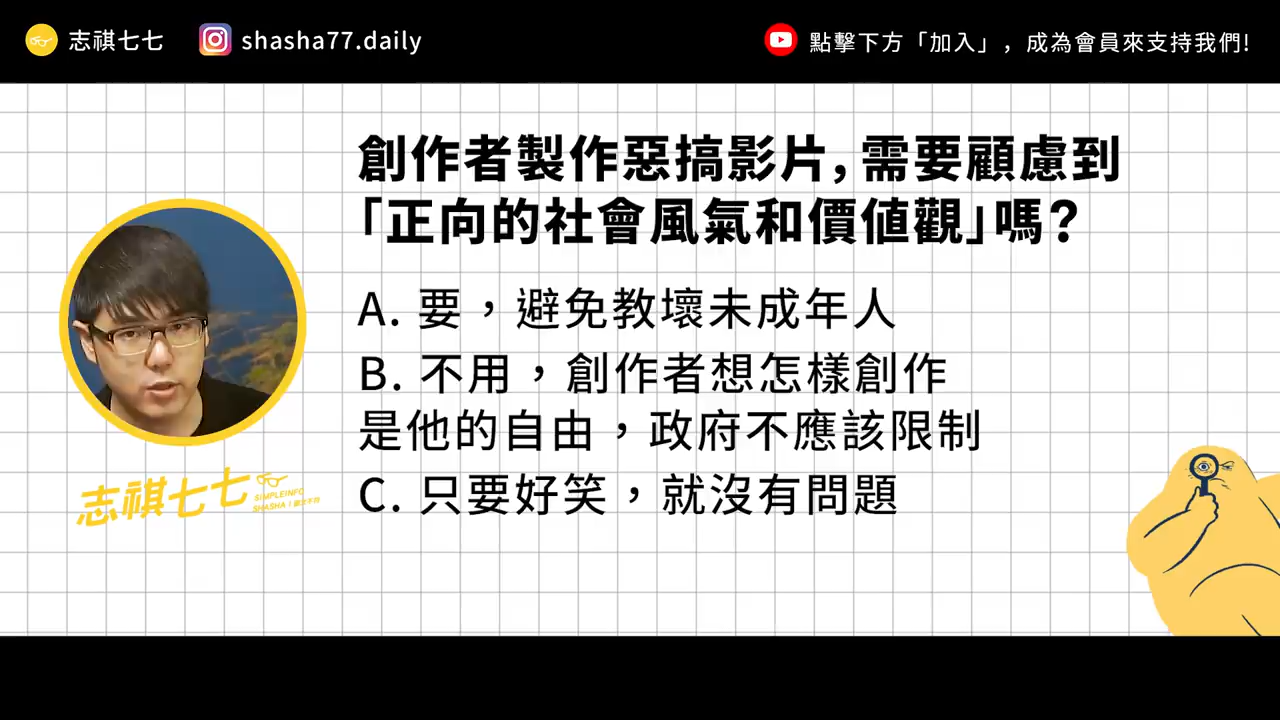 志祺七七
shasha77.daily
點擊下方「加入」，成為會員來支持我們!
創作者製作惡搞影片，需要顧慮到
「正向的社會風氣和價值觀」嗎？
A. 要，避免教壞未成年人
B. 不用，創作者想怎樣創作
是他的自由，政府不應該限制
C. 只要好笑，就沒有問題
志祺七七
SIMPLEINFO